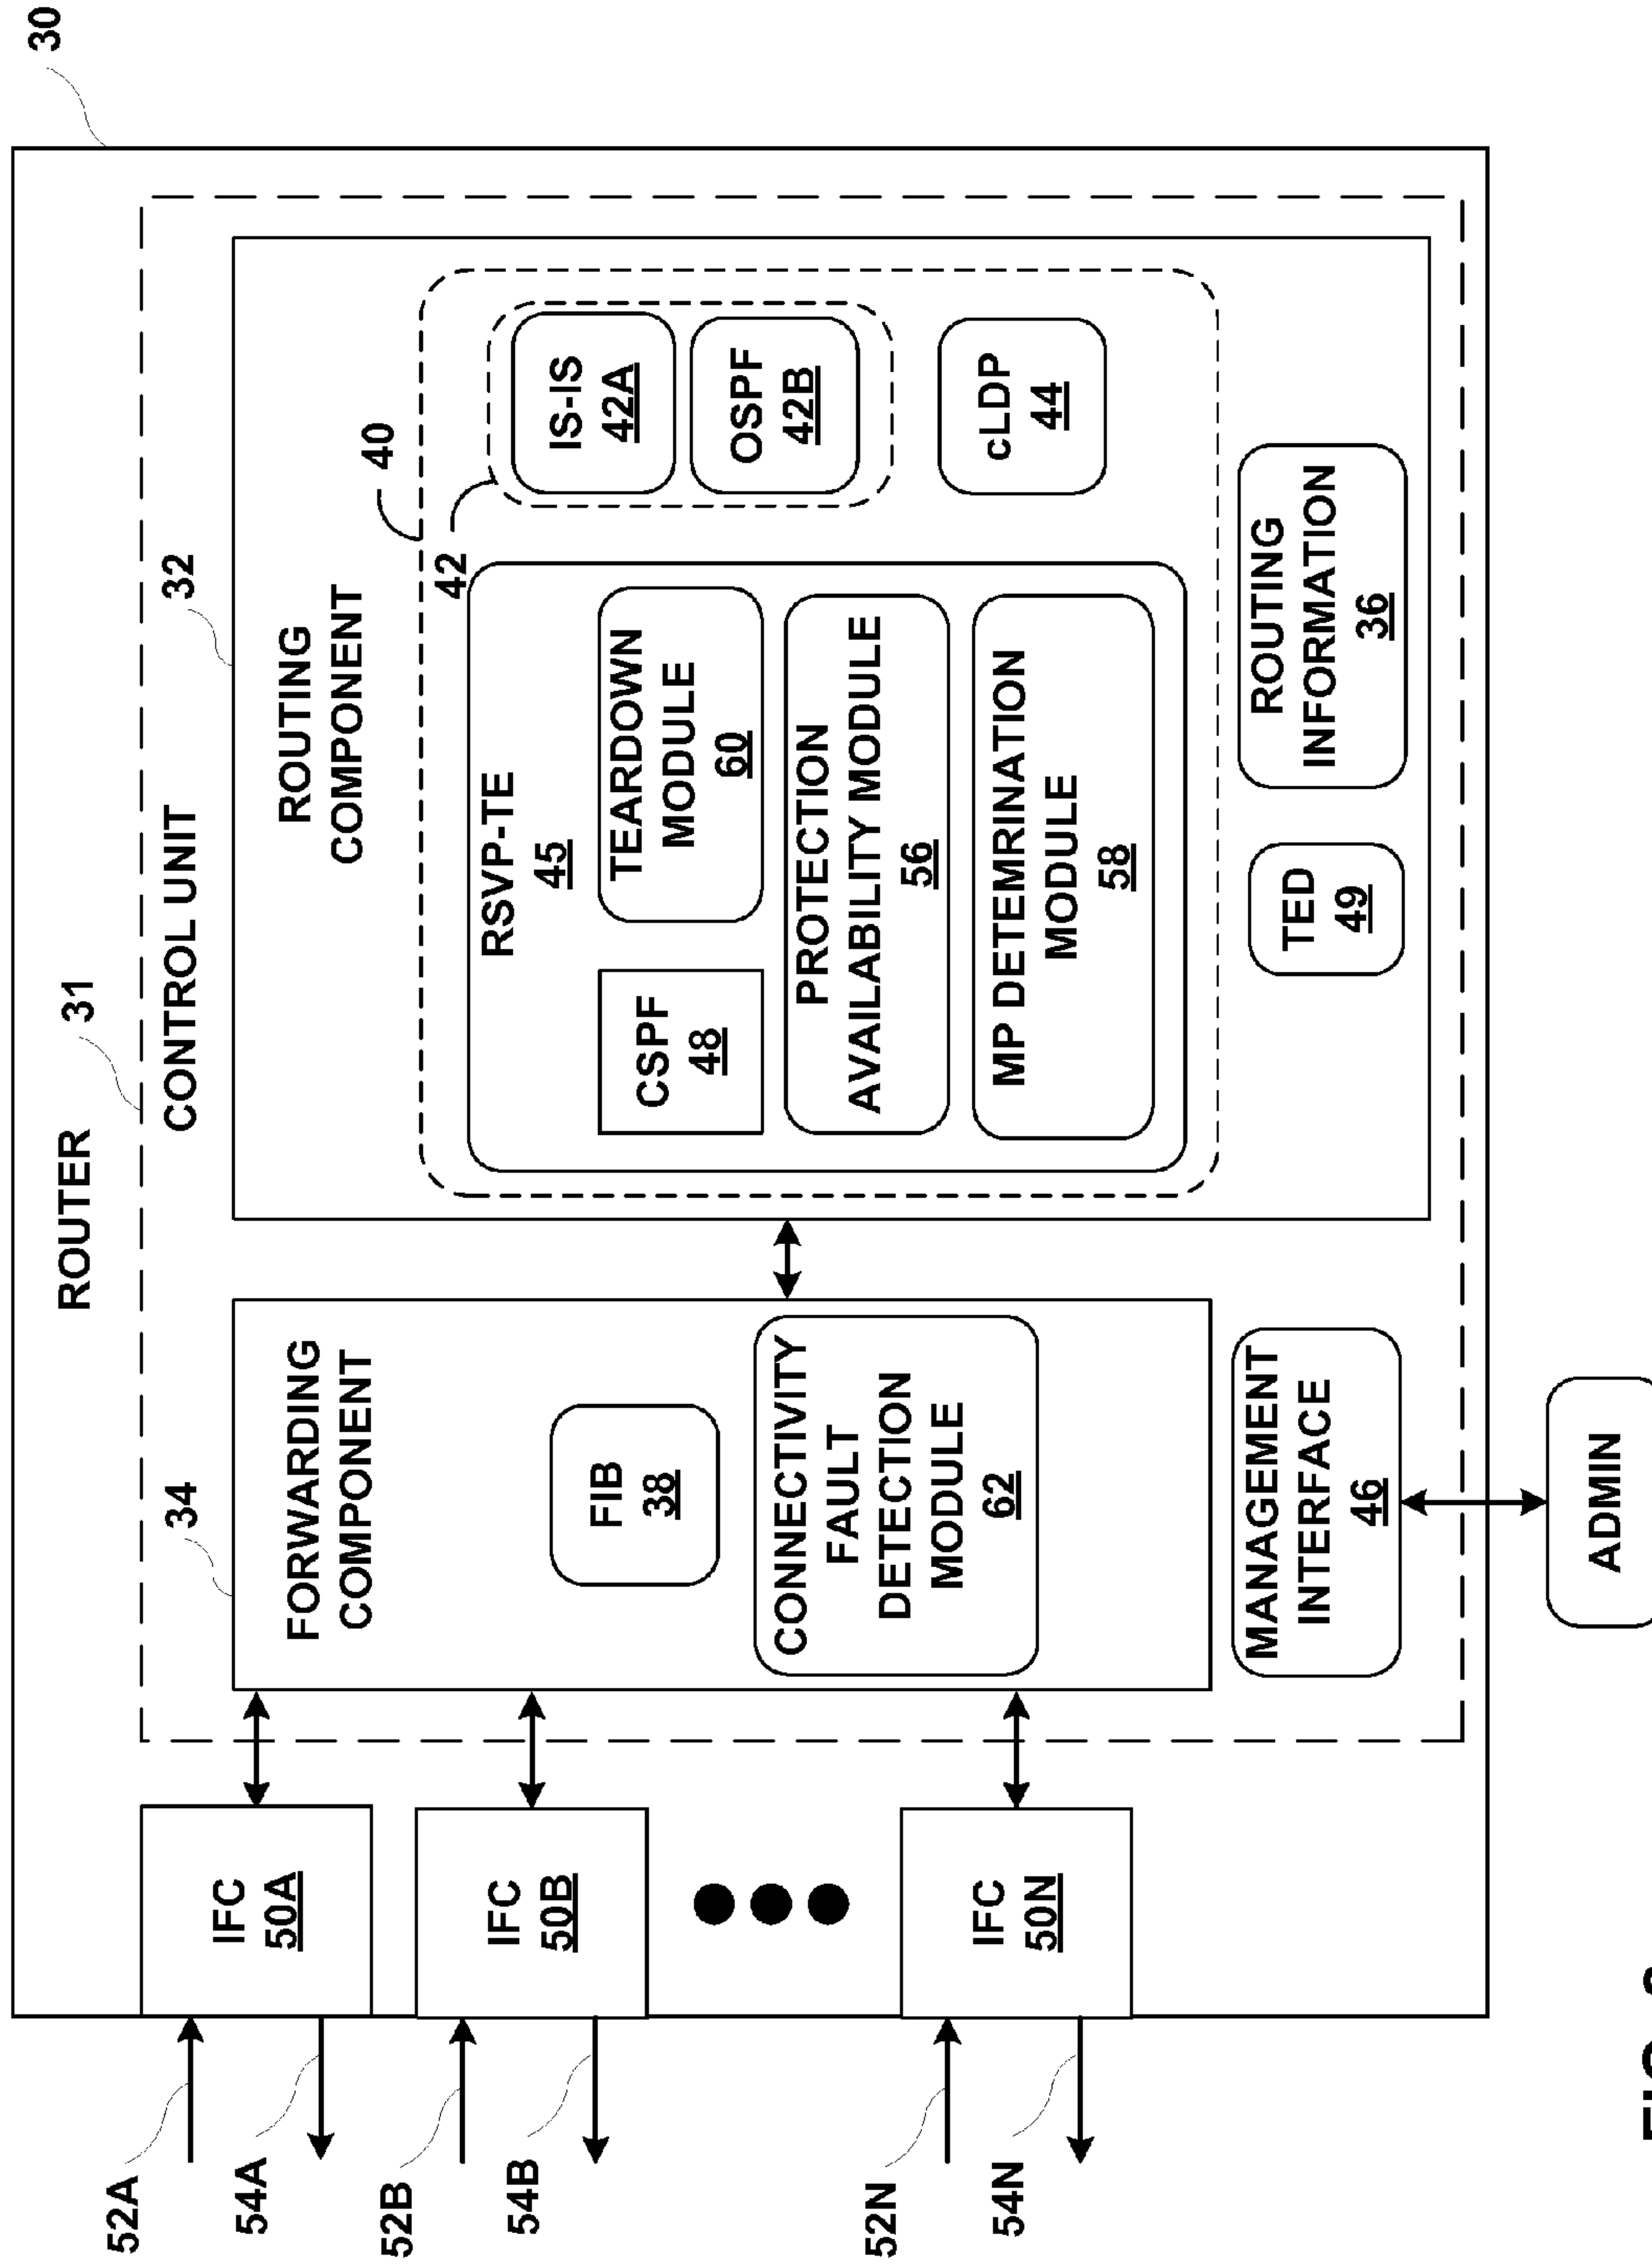 30
ROUTER
31
CONTROL UNIT
34
FORWARDING
COMPONENT
FIB
38
CONNECTIVITY
FAULT
DETECTION
MODULE
62
MANAGEMENT
INTERFACE
46
ADMIN
32
ROUTING
COMPONENT
40
42
RSVP-TE
45
CSPF
48
TEARDOWN
MODULE
60
PROTECTION
AVAILABILITY MODULE
56
MP DETEMRINATION
MODULE
58
IS-IS
42A
OSPF
42B
cLDP
44
TED
49
ROUTING
INFORMATION
36
IFC
50A
IFC
50B
IFC
50N
52A
54A
52B
54B
52N
54N